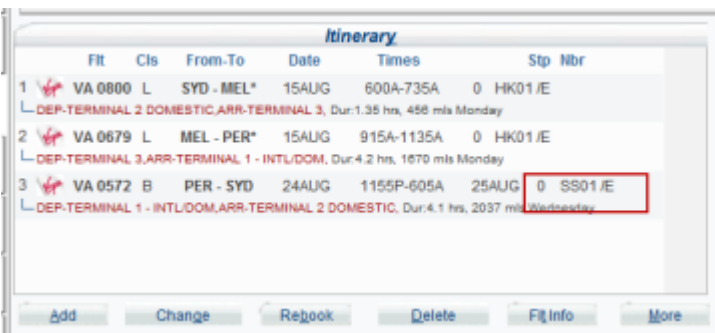 Itinerary
Flt Cls From-To Date Times Stp Nbr
1 VA 0800 L SYD - MEL* 15AUG 600A-735A 0 HK01 /E
DEP-TERMINAL 2 DOMESTIC,ARR-TERMINAL 3, Dur:1.35 hrs, 456 mls Monday
2 VA 0679 L MEL - PER* 15AUG 915A-1135A 0 HK01 /E
DEP-TERMINAL 3,ARR-TERMINAL 1 - INTL/DOM, Dur:4.2 hrs, 1670 mls Monday
3 VA 0572 B PER - SYD 24AUG 1155P-605A 25AUG 0 SS01 /E
DEP-TERMINAL 1 - INTL/DOM,ARR-TERMINAL 2 DOMESTIC, Dur:4.1 hrs, 2037 mls Wednesday
Add Change Rebook Delete Flt Info More